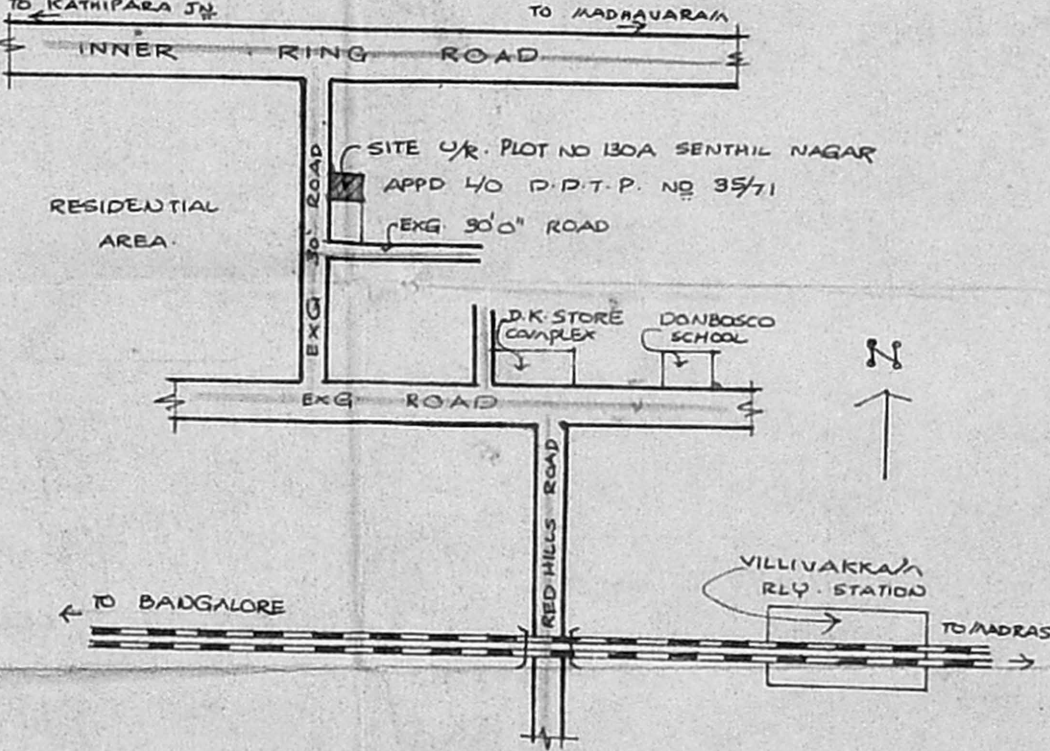 TO KATHIPARA JN
TO MADHAVARAM
INNER RING ROAD
SITE U/R. PLOT NO 130A SENTHIL NAGAR
APPD L/O D.D.T.P. NO 35/71
EXG 30' ROAD
RESIDENTIAL
AREA.
EXG 30'0" ROAD
D.K. STORE
COMPLEX
DONBOSCO
SCHOOL
N
EXG ROAD
RED HILLS ROAD
VILLIVAKKAM
RLY. STATION
TO BANGALORE
TO MADRAS